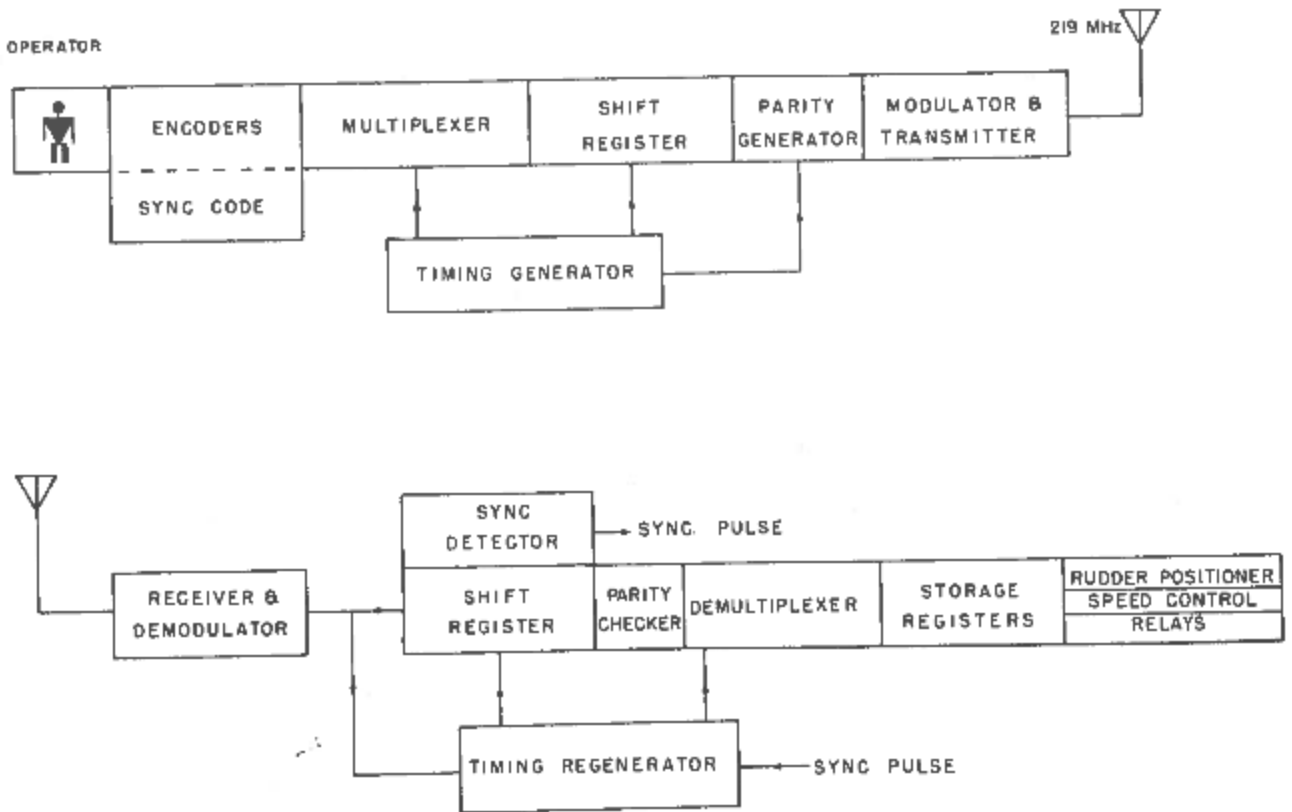 219 MHz
OPERATOR
ENCODERS
SYNC CODE
MULTIPLEXER
SHIFT
REGISTER
PARITY
GENERATOR
MODULATOR &
TRANSMITTER
TIMING GENERATOR
SYNC
DETECTOR
SYNC PULSE
RECEIVER &
DEMODULATOR
SHIFT
REGISTER
PARITY
CHECKER
DEMULTIPLEXER
STORAGE
REGISTERS
RUDDER POSITIONER
SPEED CONTROL
RELAYS
TIMING REGENERATOR
SYNC PULSE